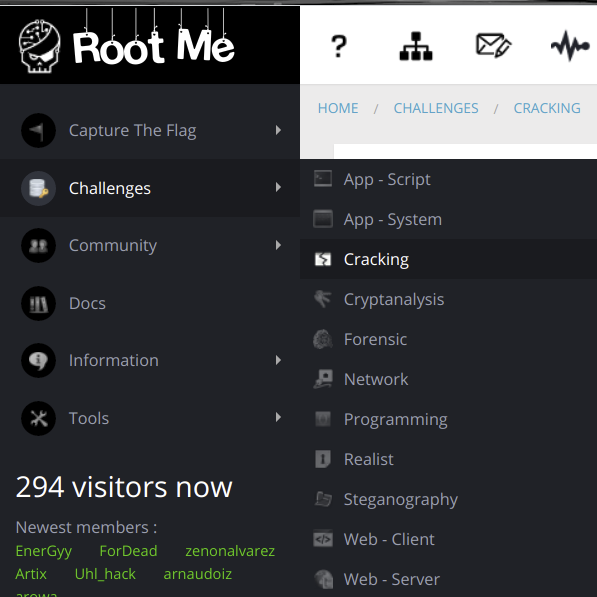 Root Me
?
HOME / CHALLENGES / CRACKING
Capture The Flag
Challenges
Community
Docs
Information
Tools
App - Script
App - System
Cracking
Cryptanalysis
Forensic
Network
Programming
Realist
Steganography
Web - Client
Web - Server
294 visitors now
Newest members :
EnerGyy ForDead zenonalvarez
Artix Uhl_hack arnaudoiz